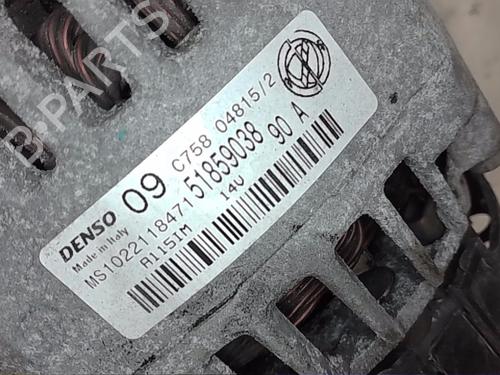 B-PARTS
DENSO 09 C758 04815/2
Made in Italy 51859038 90 A
MS1022118471 14V
A115IM